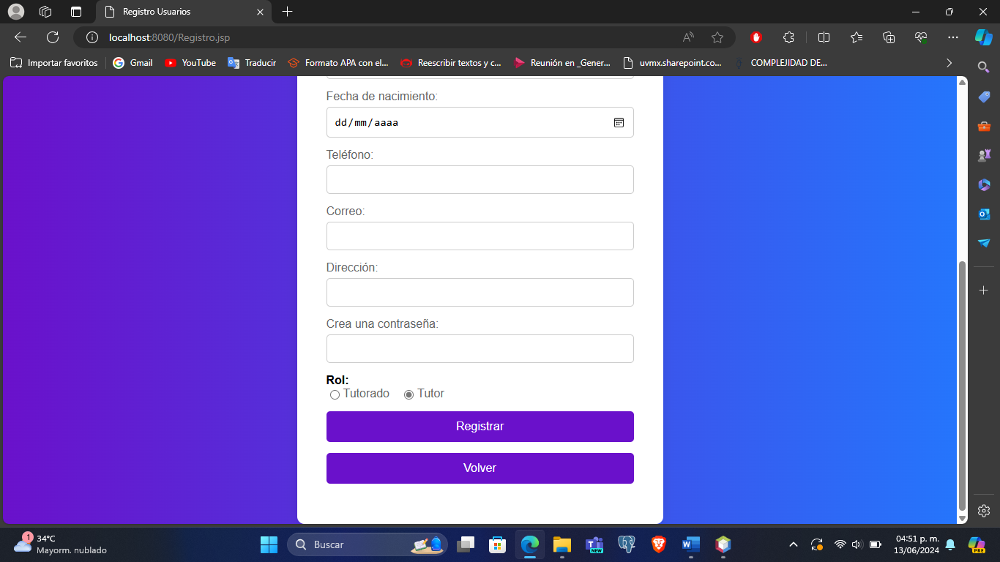 Registro Usuarios
localhost:8080/Registro.jsp
Importar favoritos
Gmail
YouTube
Traducir
Formato APA con el...
Reescribir textos y c...
Reunión en _Gener...
uvmx.sharepoint.co...
COMPLEJIDAD DE...
Fecha de nacimiento:
dd/mm/aaaa
Teléfono:
Correo:
Dirección:
Crea una contraseña:
Rol:
Tutorado Tutor
Registrar
Volver
1
34°C
Mayorm. nublado
Buscar
NEW
04:51 p. m.
13/06/2024
PRE